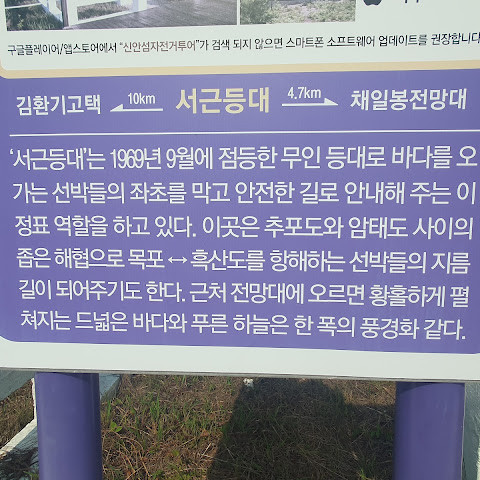 구글플레이어/앱스토어에서 "신안섬자전거투어"가 검색 되지 않으면 스마트폰 소프트웨어 업데이트를 권장합니다
김환기고택 10km 서근등대 4.7km 채일봉전망대
'서근등대'는 1969년 9월에 점등한 무인 등대로 바다를 오
가는 선박들의 좌초를 막고 안전한 길로 안내해 주는 이
정표 역할을 하고 있다. 이곳은 추포도와 암태도 사이의
좁은 해협으로 목포 ↔ 흑산도를 항해하는 선박들의 지름
길이 되어주기도 한다. 근처 전망대에 오르면 황홀하게 펼
쳐지는 드넓은 바다와 푸른 하늘은 한 폭의 풍경화 같다.